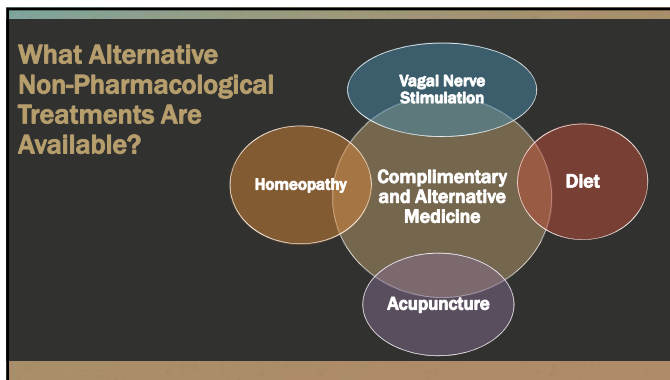 What Alternative
Non-Pharmacological
Treatments Are
Available?
Vagal Nerve
Stimulation
Homeopathy
Complimentary
and Alternative
Medicine
Diet
Acupuncture